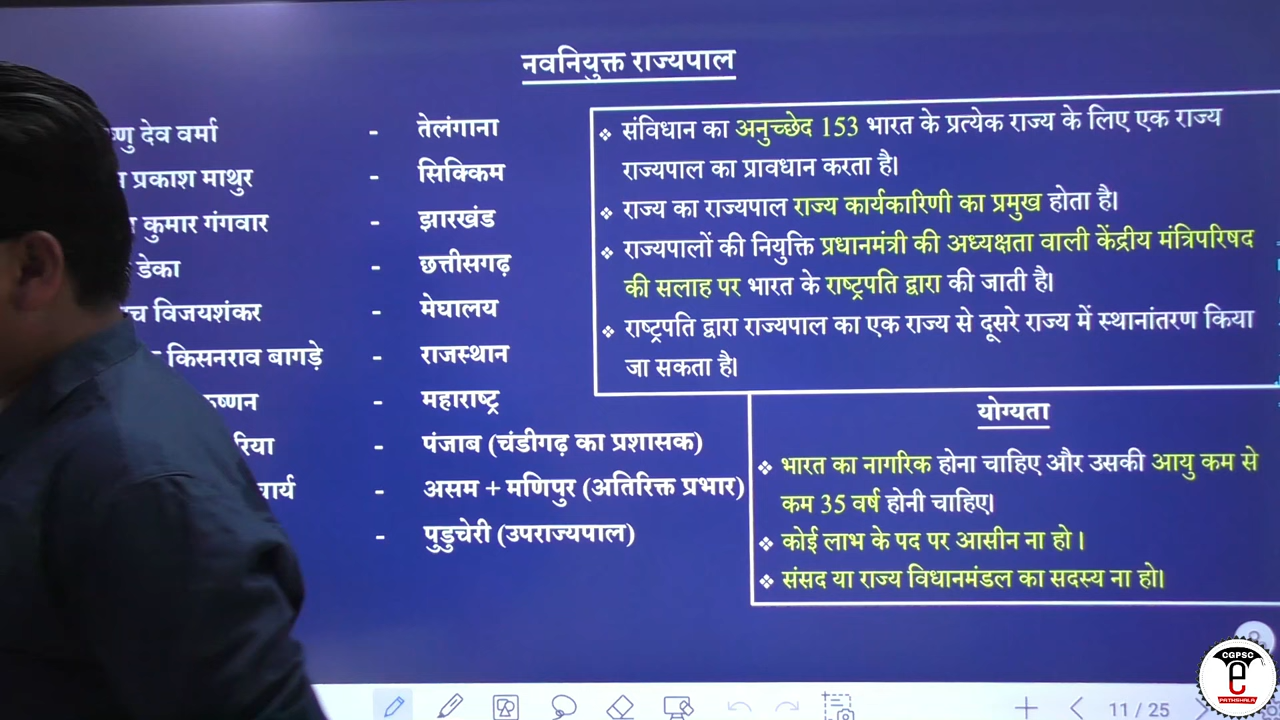 नवनियुक्त राज्यपाल
देव वर्मा - तेलंगाना
प्रकाश माथुर - सिक्किम
कुमार गंगवार - झारखंड
डेका - छत्तीसगढ़
विजयशंकर - मेघालय
किसनराव बागड़े - राजस्थान
- महाराष्ट्र
- पंजाब (चंडीगढ़ का प्रशासक)
- असम + मणिपुर (अतिरिक्त प्रभार)
- पुडुचेरी (उपराज्यपाल)
❖ संविधान का अनुच्छेद 153 भारत के प्रत्येक राज्य के लिए एक राज्य
राज्यपाल का प्रावधान करता है।
❖ राज्य का राज्यपाल राज्य कार्यकारिणी का प्रमुख होता है।
❖ राज्यपालों की नियुक्ति प्रधानमंत्री की अध्यक्षता वाली केंद्रीय मंत्रिपरिषद
की सलाह पर भारत के राष्ट्रपति द्वारा की जाती है।
❖ राष्ट्रपति द्वारा राज्यपाल का एक राज्य से दूसरे राज्य में स्थानांतरण किया
जा सकता है।
योग्यता
❖ भारत का नागरिक होना चाहिए और उसकी आयु कम से
कम 35 वर्ष होनी चाहिए।
❖ कोई लाभ के पद पर आसीन ना हो।
❖ संसद या राज्य विधानमंडल का सदस्य ना हो।
11 / 25
CGPSC
e
PATHSHALA